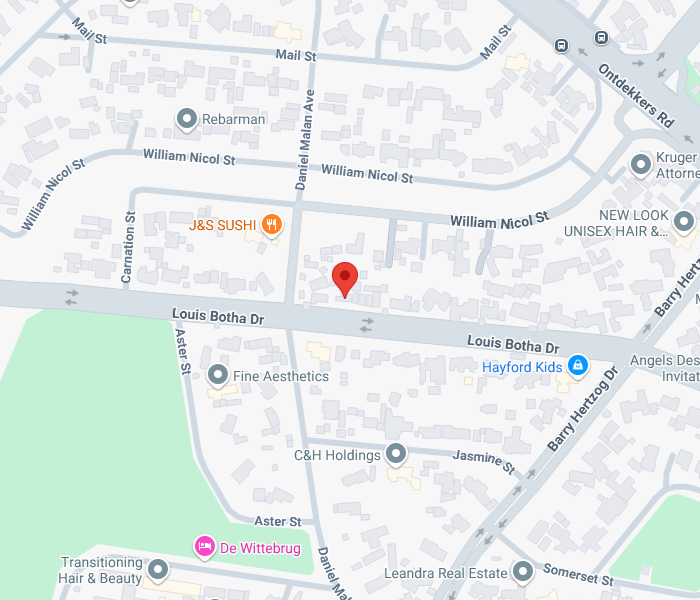 Mail St
Mail St
Mail St
Ontdekkers Rd
Rebarman
Daniel Malan Ave
William Nicol St
William Nicol St
William Nicol St
Kruger
Attorne
William Nicol St
J&S SUSHI
NEW LOOK
UNISEX HAIR &...
Carnation St
Barry Hertz
Louis Botha Dr
Louis Botha Dr
Aster St
Hayford Kids
Angels Des
Invitat
Fine Aesthetics
Barry Hertzog Dr
C&H Holdings
Jasmine St
Aster St
De Wittebrug
Daniel Mala
Transitioning
Hair & Beauty
Leandra Real Estate
Somerset St